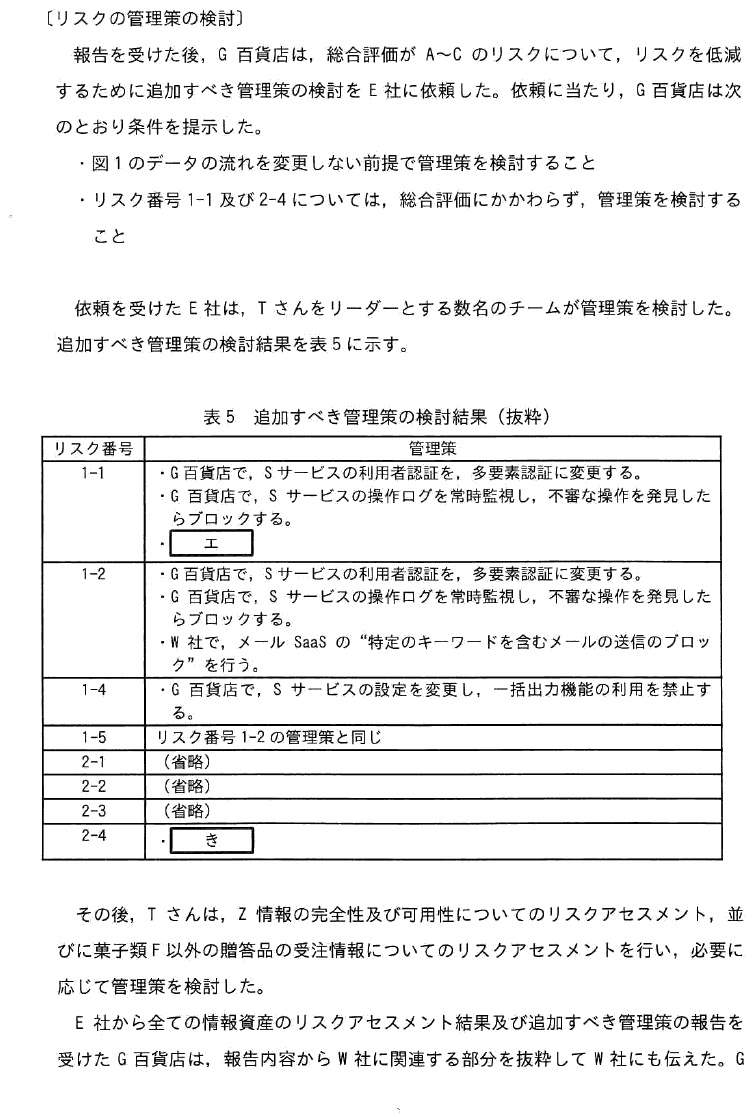 〔リスクの管理策の検討〕
報告を受けた後，G 百貨店は，総合評価が A～C のリスクについて，リスクを低減
するために追加すべき管理策の検討を E 社に依頼した。依頼に当たり，G 百貨店は次
のとおり条件を提示した。
・図1のデータの流れを変更しない前提で管理策を検討すること
・リスク番号 1-1 及び 2-4 については，総合評価にかかわらず，管理策を検討する
こと
依頼を受けた E 社は，T さんをリーダーとする数名のチームが管理策を検討した。
追加すべき管理策の検討結果を表5に示す。
表5 追加すべき管理策の検討結果（抜粋）
リスク番号 管理策
1-1 ・G 百貨店で，S サービスの利用者認証を，多要素認証に変更する。
・G 百貨店で，S サービスの操作ログを常時監視し，不審な操作を発見した
らブロックする。
・ エ
1-2 ・G 百貨店で，S サービスの利用者認証を，多要素認証に変更する。
・G 百貨店で，S サービスの操作ログを常時監視し，不審な操作を発見した
らブロックする。
・W 社で，メール SaaS の“特定のキーワードを含むメールの送信のブロッ
ク”を行う。
1-4 ・G 百貨店で，S サービスの設定を変更し，一括出力機能の利用を禁止す
る。
1-5 リスク番号 1-2 の管理策と同じ
2-1 （省略）
2-2 （省略）
2-3 （省略）
2-4 ・ き
その後，T さんは，Z 情報の完全性及び可用性についてのリスクアセスメント，並
びに菓子類 F 以外の贈答品の受注情報についてのリスクアセスメントを行い，必要に
応じて管理策を検討した。
E 社から全ての情報資産のリスクアセスメント結果及び追加すべき管理策の報告を
受けた G 百貨店は，報告内容から W 社に関連する部分を抜粋して W 社にも伝えた。G